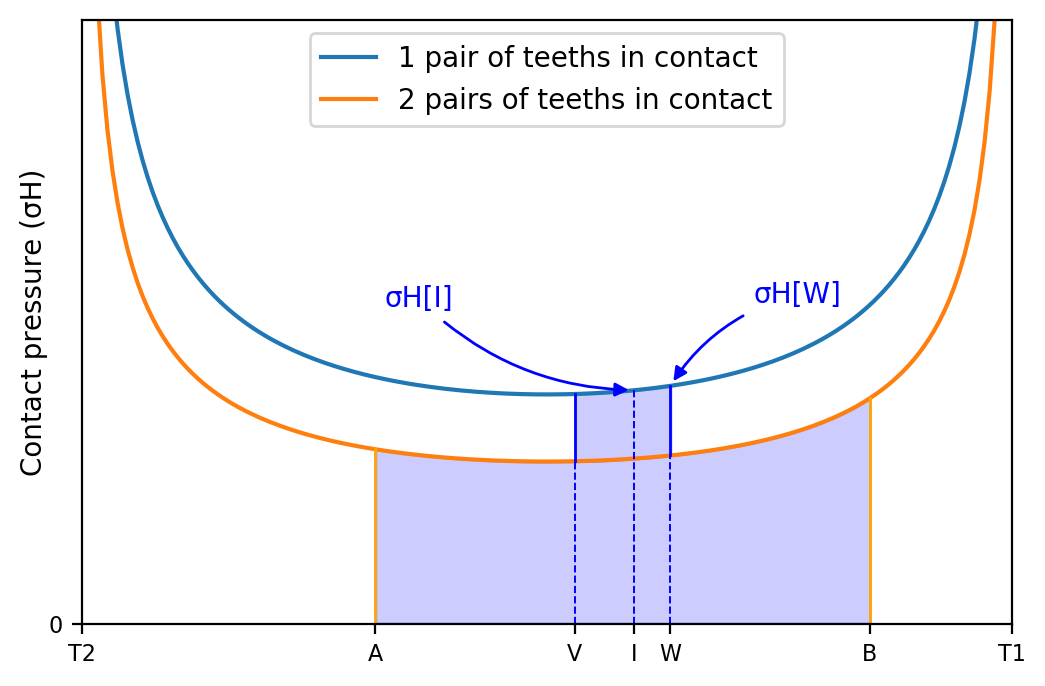 1 pair of teeths in contact
2 pairs of teeths in contact
Contact pressure (σH)
σH[I]
σH[W]
0
T2 A V I W B T1